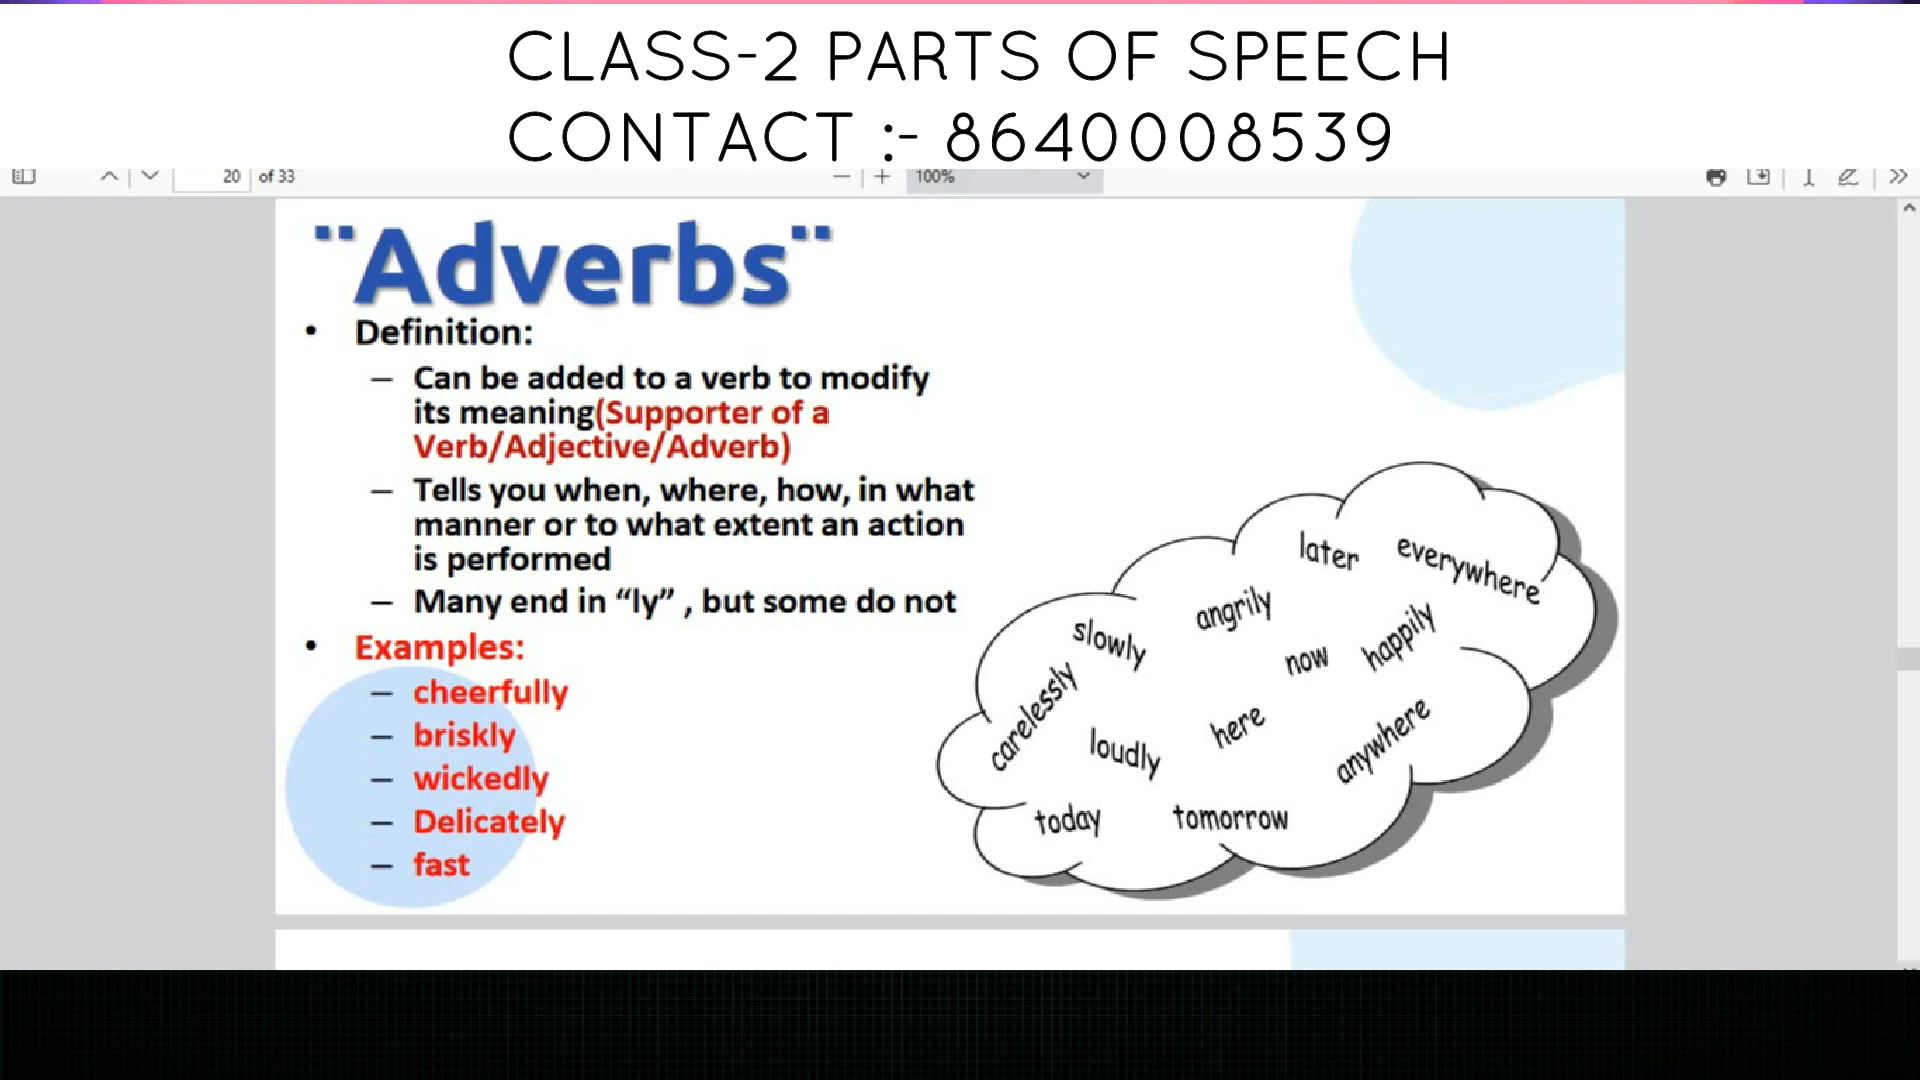 CLASS-2 PARTS OF SPEECH
CONTACT :- 8640008539
20 of 33
100%
¨Adverbs¨
• Definition:
– Can be added to a verb to modify
its meaning(Supporter of a
Verb/Adjective/Adverb)
– Tells you when, where, how, in what
manner or to what extent an action
is performed
– Many end in “ly” , but some do not
• Examples:
– cheerfully
– briskly
– wickedly
– Delicately
– fast
later
everywhere
angrily
slowly
now
happily
carelessly
loudly
here
anywhere
today
tomorrow